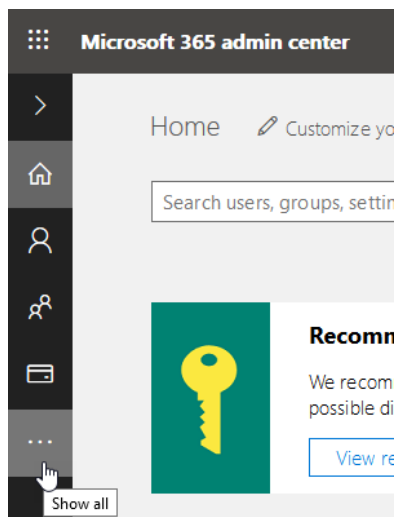 Microsoft 365 admin center
Home
Customize yo
Search users, groups, settin
Recomm
We recom
possible di
View re
Show all